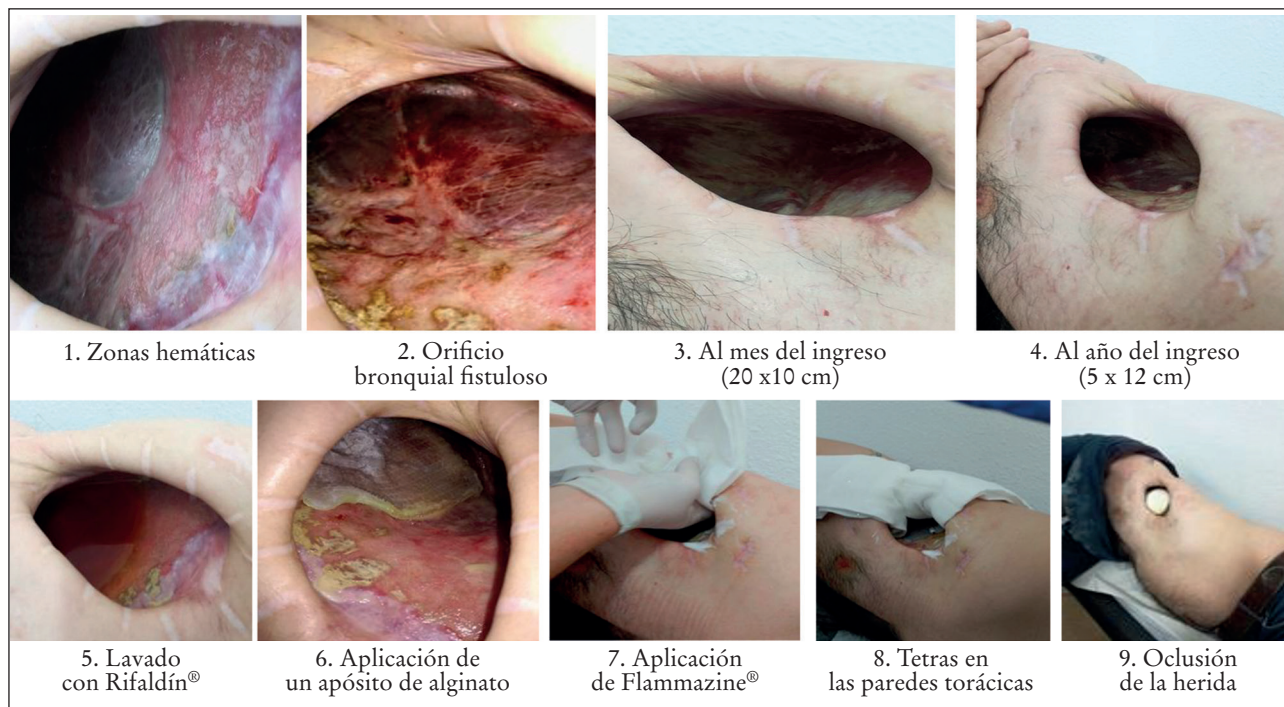 1. Zonas hemáticas
2. Orificio
bronquial fistuloso
3. Al mes del ingreso
(20 x10 cm)
4. Al año del ingreso
(5 x 12 cm)
5. Lavado
con Rifaldín®
6. Aplicación de
un apósito de alginato
7. Aplicación
de Flammazine®
8. Tetras en
las paredes torácicas
9. Oclusión
de la herida